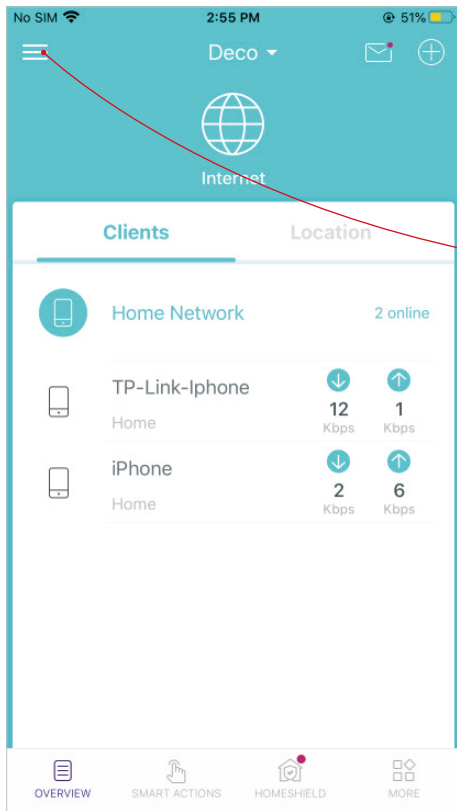 No SIM 2:55 PM 51%
Deco
Internet
Clients Location
Home Network 2 online
TP-Link-Iphone
12 1
Home Kbps Kbps
iPhone
2 6
Home Kbps Kbps
OVERVIEW SMART ACTIONS HOMESHIELD MORE